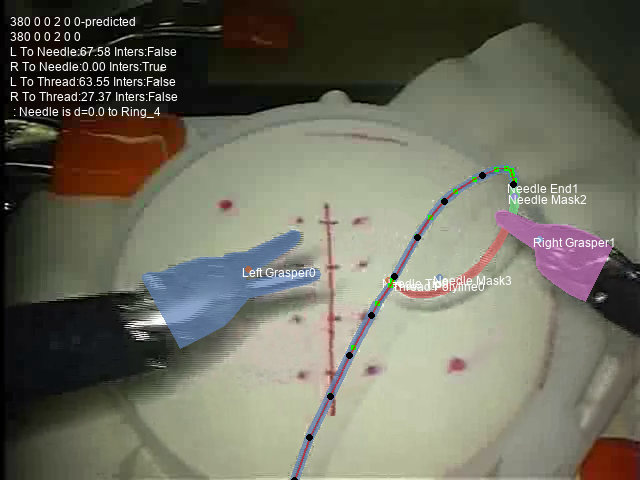 380 0 0 2 0 0-predicted
380 0 0 2 0 0
L To Needle:67.58 Inters:False
R To Needle:0.00 Inters:True
L To Thread:63.55 Inters:False
R To Thread:27.37 Inters:False
: Needle is d=0.0 to Ring_4
Needle End1
Needle Mask2
Right Grasper1
Left Grasper0
Needle Mask3
Thread Polylined